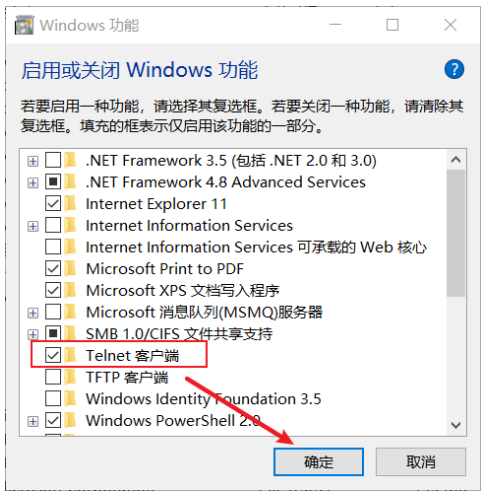 Windows 功能
启用或关闭 Windows 功能
若要启用一种功能，请选择其复选框。若要关闭一种功能，请清除其
复选框。填充的框表示仅启用该功能的一部分。
.NET Framework 3.5 (包括 .NET 2.0 和 3.0)
.NET Framework 4.8 Advanced Services
Internet Explorer 11
Internet Information Services
Internet Information Services 可承载的 Web 核心
Microsoft Print to PDF
Microsoft XPS 文档写入程序
Microsoft 消息队列(MSMQ)服务器
SMB 1.0/CIFS 文件共享支持
Telnet 客户端
TFTP 客户端
Windows Identity Foundation 3.5
Windows PowerShell 2.0
确定
取消